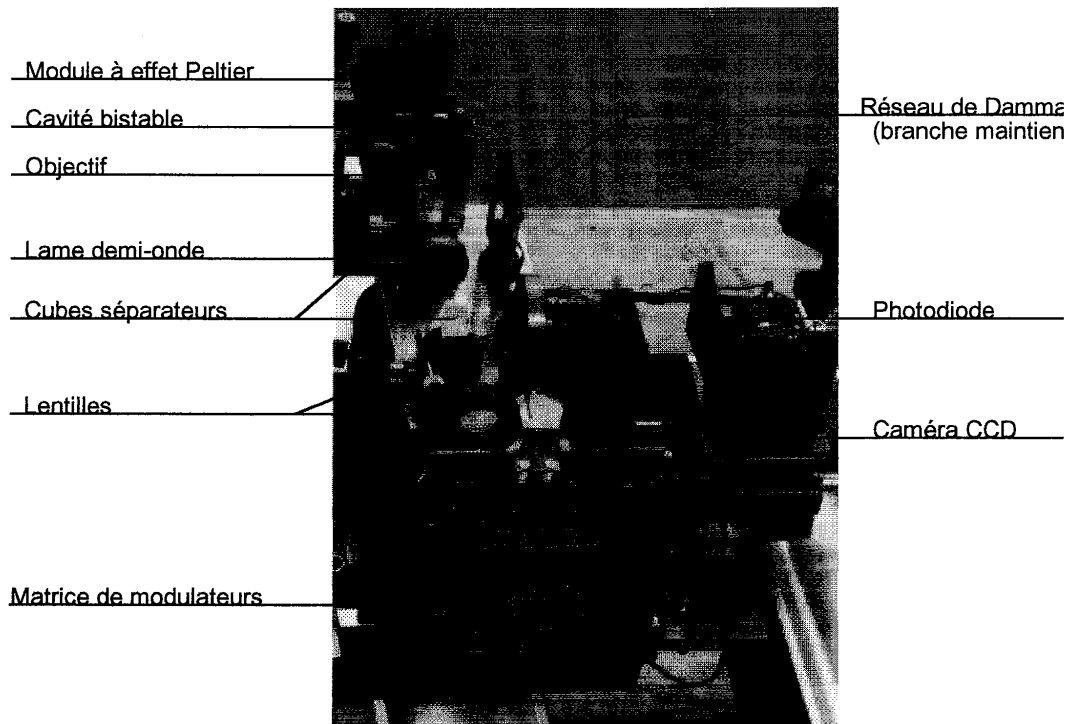 Module à effet Peltier
Cavité bistable
Objectif
Lame demi-onde
Cubes séparateurs
Lentilles
Matrice de modulateurs
Réseau de Damma
(branche maintien
Photodiode
Caméra CCD